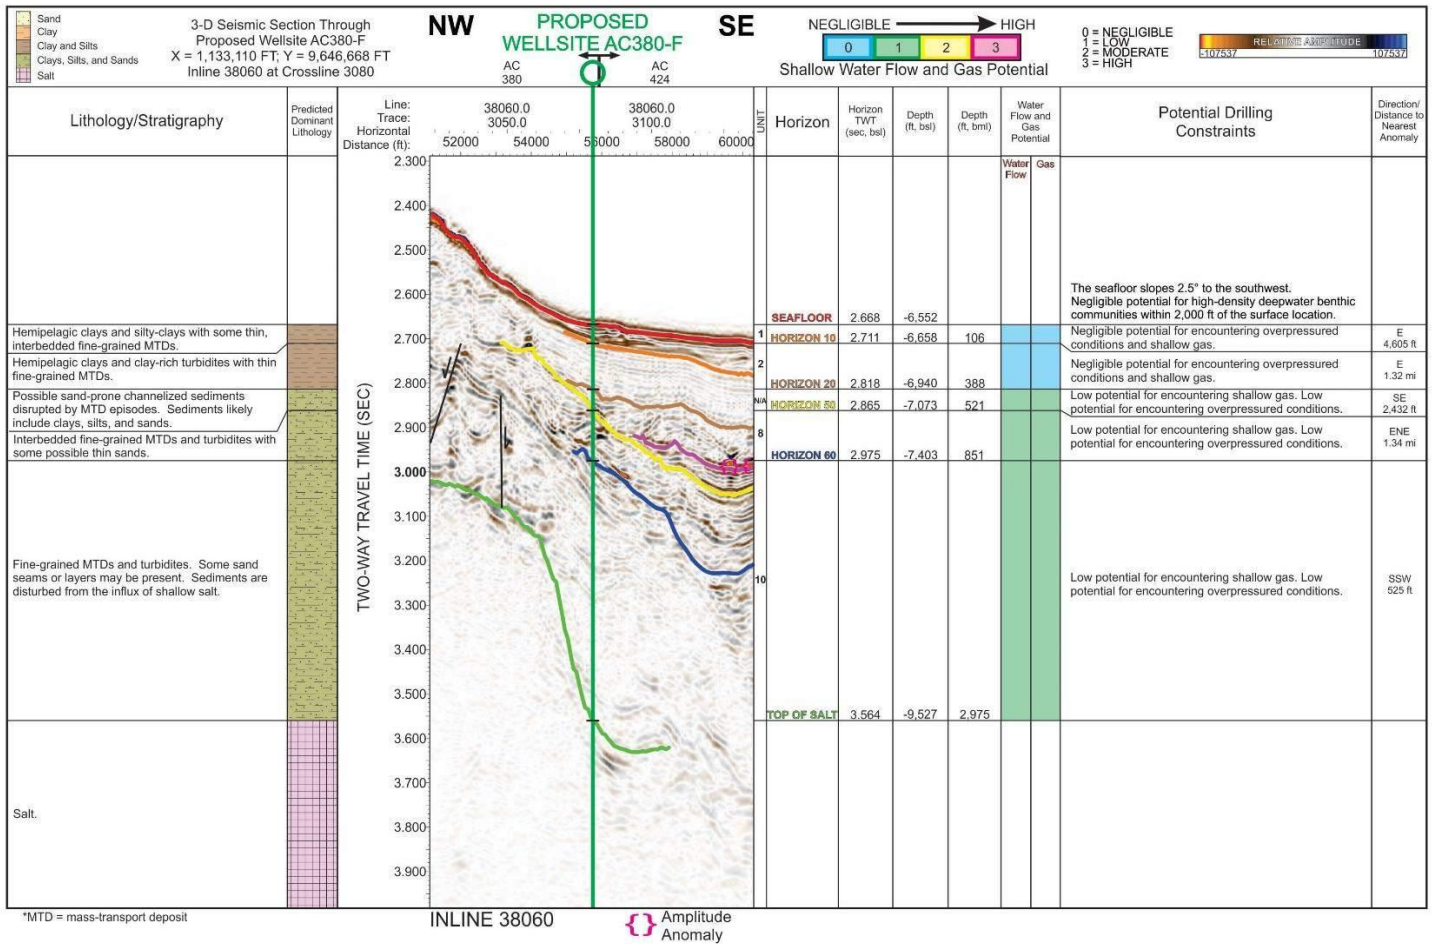 Sand
Clay
Clay and Silts
Clays, Silts, and Sands
Salt
3-D Seismic Section Through
Proposed Wellsite AC380-F
X = 1,133,110 FT; Y = 9,646,668 FT
Inline 38060 at Crossline 3080
NW
PROPOSED
WELLSITE AC380-F
SE
AC
380
AC
424
NEGLIGIBLE
HIGH
0 1 2 3
Shallow Water Flow and Gas Potential
0 = NEGLIGIBLE
1 = LOW
2 = MODERATE
3 = HIGH
RELATIVE AMPLITUDE
-107537 107537
Lithology/Stratigraphy
Predicted
Dominant
Lithology
Line:
Trace:
Horizontal
Distance (ft):
38060.0
3050.0
38060.0
3100.0
52000 54000 56000 58000 60000
UNIT
Horizon
Horizon
TWT
(sec, bsl)
Depth
(ft, bsl)
Depth
(ft, bml)
Water
Flow and
Gas
Potential
Potential Drilling
Constraints
Direction/
Distance to
Nearest
Anomaly
Water
Flow
Gas
TWO-WAY TRAVEL TIME (SEC)
2.300
2.400
2.500
2.600
2.700
2.800
2.900
3.000
3.100
3.200
3.300
3.400
3.500
3.600
3.700
3.800
3.900
Hemipelagic clays and silty-clays with some thin,
interbedded fine-grained MTDs.
Hemipelagic clays and clay-rich turbidites with thin
fine-grained MTDs.
Possible sand-prone channelized sediments
disrupted by MTD episodes. Sediments likely
include clays, silts, and sands.
Interbedded fine-grained MTDs and turbidites with
some possible thin sands.
Fine-grained MTDs and turbidites. Some sand
seams or layers may be present. Sediments are
disturbed from the influx of shallow salt.
Salt.
1
2
N/A
8
10
SEAFLOOR 2.668 -6,552
HORIZON 10 2.711 -6,658 106
HORIZON 20 2.818 -6,940 388
HORIZON 50 2.865 -7,073 521
HORIZON 60 2.975 -7,403 851
TOP OF SALT 3.564 -9,527 2,975
The seafloor slopes 2.5° to the southwest.
Negligible potential for high-density deepwater benthic
communities within 2,000 ft of the surface location.
Negligible potential for encountering overpressured
conditions and shallow gas.
E
4,605 ft
Negligible potential for encountering overpressured
conditions and shallow gas.
E
1.32 mi
Low potential for encountering shallow gas. Low
potential for encountering overpressured conditions.
SE
2,432 ft
Low potential for encountering shallow gas. Low
potential for encountering overpressured conditions.
ENE
1.34 mi
Low potential for encountering shallow gas. Low
potential for encountering overpressured conditions.
SSW
525 ft
*MTD = mass-transport deposit
INLINE 38060
{} Amplitude
Anomaly